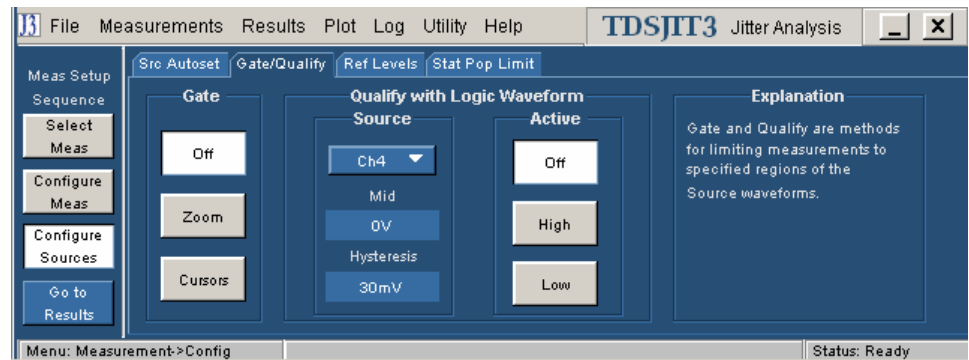 J3 File Measurements Results Plot Log Utility Help TDSJIT3 Jitter Analysis _ X
Meas Setup
Sequence
Select
Meas
Configure
Meas
Configure
Sources
Go to
Results
Src Autoset Gate/Qualify Ref Levels Stat Pop Limit
Gate
Off
Zoom
Cursors
Qualify with Logic Waveform
Source
Ch4
Mid
0V
Hysteresis
30mV
Active
Off
High
Low
Explanation
Gate and Qualify are methods
for limiting measurements to
specified regions of the
Source waveforms.
Menu: Measurement->Config Status: Ready